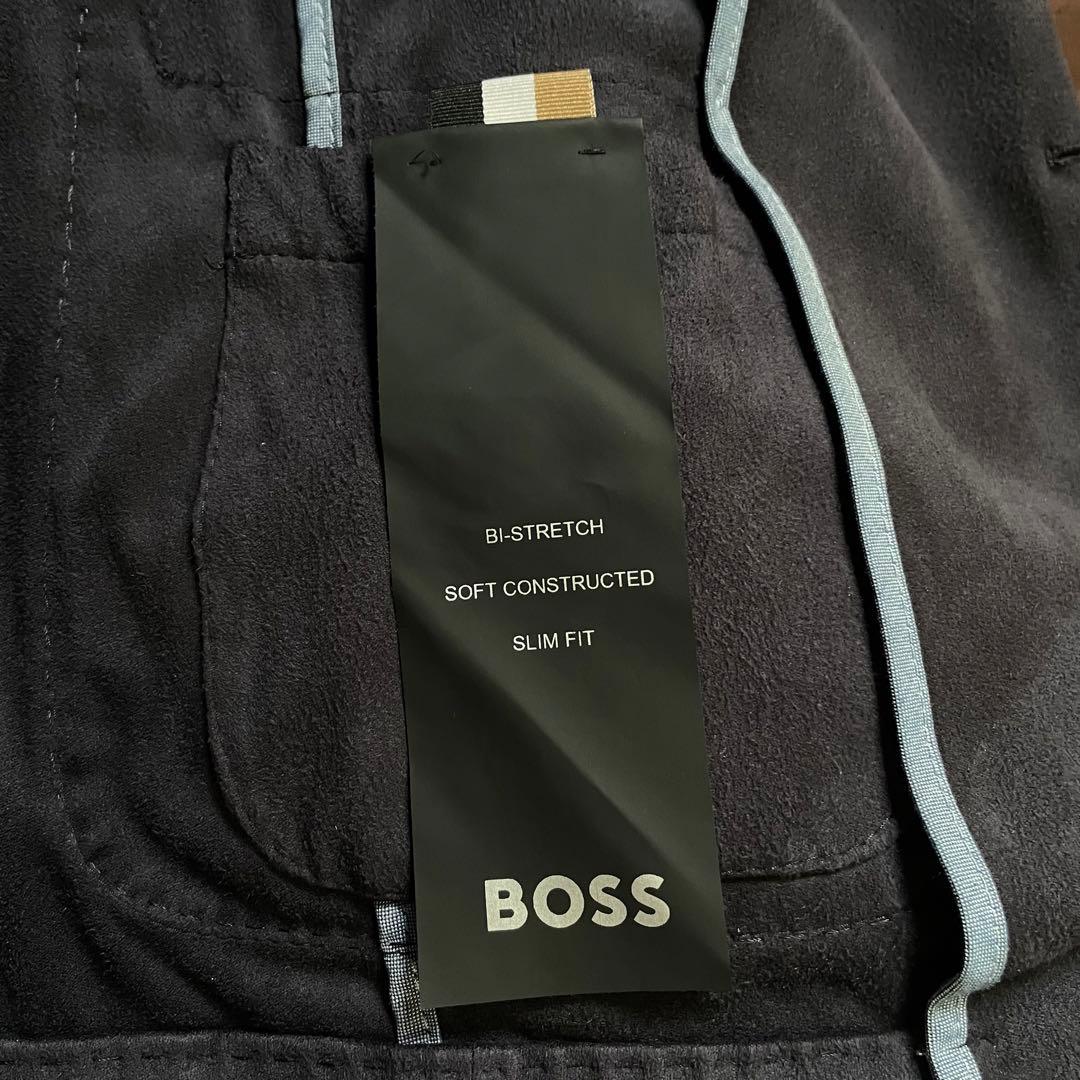 BI-STRETCH
SOFT CONSTRUCTED
SLIM FIT
BOSS